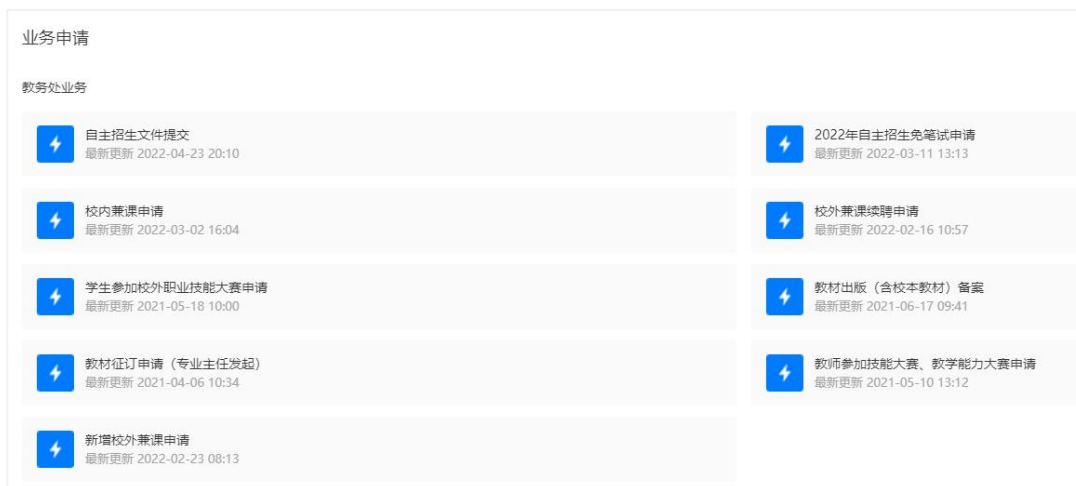 业务申请
教务处业务
自主招生文件提交
最新更新 2022-04-23 20:10
2022年自主招生免笔试申请
最新更新 2022-03-11 13:13
校内兼课申请
最新更新 2022-03-02 16:04
校外兼课续聘申请
最新更新 2022-02-16 10:57
学生参加校外职业技能大赛申请
最新更新 2021-05-18 10:00
教材出版（含校本教材）备案
最新更新 2021-06-17 09:41
教材征订申请（专业主任发起）
最新更新 2021-04-06 10:34
教师参加技能大赛、教学能力大赛申请
最新更新 2021-05-10 13:12
新增校外兼课申请
最新更新 2022-02-23 08:13